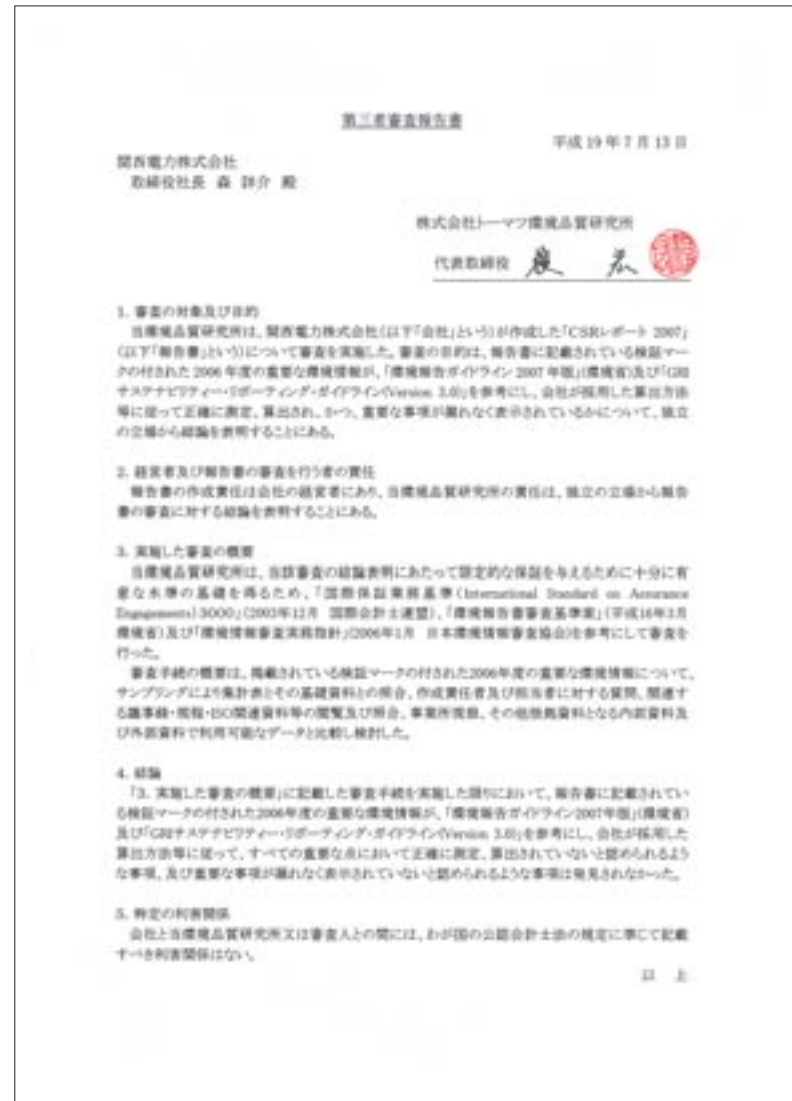 第三者審査報告書
平成19年7月13日
関西電力株式会社
取締役社長 森 詳介 殿
株式会社トーマツ環境品質研究所
代表取締役
1. 審査の対象及び目的
当環境品質研究所は、関西電力株式会社(以下「会社」という)が作成した「CSRレポート 2007」
(以下「報告書」という)について審査を実施した。審査の目的は、報告書に記載されている検証マー
クの付された 2006 年度の重要な環境情報が、「環境報告ガイドライン 2007 年版」(環境省)及び「GRI
サステナビリティー・リポーティング・ガイドライン(Version 3.0)」を参考にし、会社が採用した算出方法
等に従って正確に測定、算出され、かつ、重要な事項が漏れなく表示されているかについて、独立
の立場から結論を表明することにある。
2. 経営者及び報告書の審査を行う者の責任
報告書の作成責任は会社の経営者にあり、当環境品質研究所の責任は、独立の立場から報告
書の審査に対する結論を表明することにある。
3. 実施した審査の概要
当環境品質研究所は、当該審査の結論表明にあたって限定的な保証を与えるために十分に有
意な水準の基礎を得るため、「国際保証業務基準(International Standard on Assurance
Engagements)3000」(2003年12月 国際会計士連盟)、「環境報告書審査基準案」(平成16年3月
環境省)及び「環境情報審査実務指針」(2006年1月 日本環境情報審査協会)を参考にして審査を
行った。
審査手続の概要は、掲載されている検証マークの付された2006年度の重要な環境情報について、
サンプリングにより集計表とその基礎資料との照合、作成責任者及び担当者に対する質問、関連す
る議事録・規程・ISO関連資料等の閲覧及び照合、事業所視察、その他根拠資料となる内部資料及
び外部資料で利用可能なデータと比較し検討した。
4. 結論
「3. 実施した審査の概要」に記載した審査手続を実施した限りにおいて、報告書に記載されてい
る検証マークの付された2006年度の重要な環境情報が、「環境報告ガイドライン2007年版」(環境省)
及び「GRIサステナビリティー・リポーティング・ガイドライン(Version 3.0)」を参考にし、会社が採用した
算出方法等に従って、すべての重要な点において正確に測定、算出されていないと認められるよう
な事項、及び重要な事項が漏れなく表示されていないと認められるような事項は発見されなかった。
5. 特定の利害関係
会社と当環境品質研究所又は審査人との間には、わが国の公認会計士法の規定に準じて記載
すべき利害関係はない。
以 上